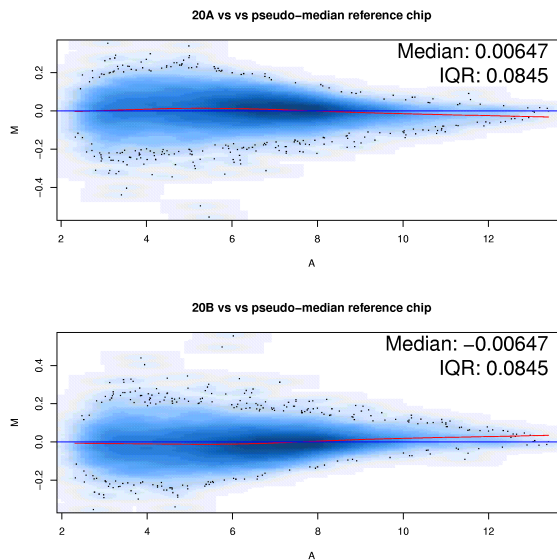 20A vs vs pseudo−median reference chip
Median: 0.00647
IQR: 0.0845
M
0.2
0.0
−0.2
−0.4
2 4 6 8 10 12
A
20B vs vs pseudo−median reference chip
Median: −0.00647
IQR: 0.0845
M
0.4
0.2
0.0
−0.2
2 4 6 8 10 12
A